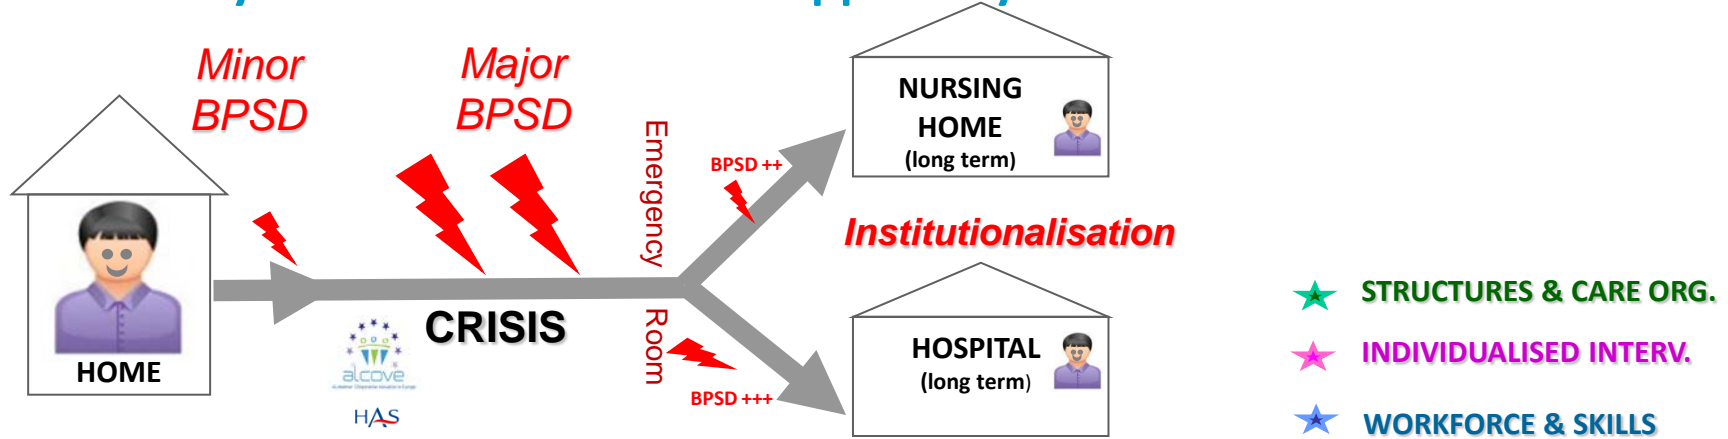 Minor
BPSD
Major
BPSD
HOME
CRISIS
alcove
HAS
Emergency
Room
BPSD ++
BPSD +++
NURSING
HOME
(long term)
Institutionalisation
HOSPITAL
(long term)
STRUCTURES & CARE ORG.
INDIVIDUALISED INTERV.
WORKFORCE & SKILLS